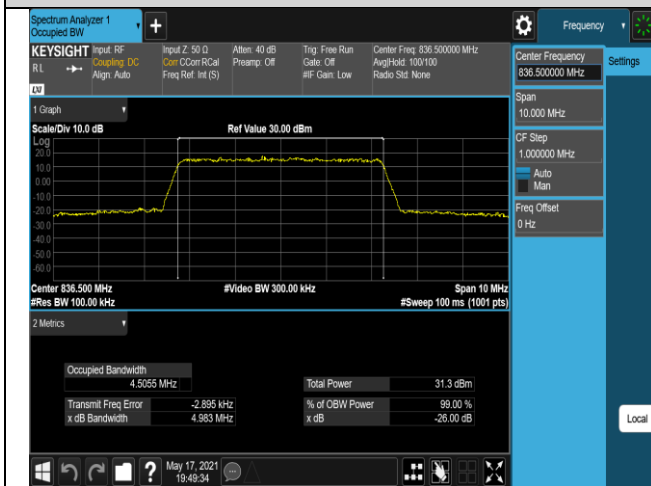 Spectrum Analyzer 1
Occupied BW
Frequency
KEYSIGHT
RL
LXI
Input: RF
Coupling: DC
Align: Auto
Input Z: 50 Ω
Corr CCorr RCal
Freq Ref: Int (S)
Atten: 40 dB
Preamp: Off
Trig: Free Run
Gate: Off
#IF Gain: Low
Center Freq: 836.500000 MHz
Avg|Hold: 100/100
Radio Std: None
Center Frequency
836.500000 MHz
Settings
Span
10.000 MHz
CF Step
1.000000 MHz
Auto
Man
Freq Offset
0 Hz
Local
1 Graph
Scale/Div 10.0 dB
Ref Value 30.00 dBm
Log
20.0
10.0
0.00
-10.0
-20.0
-30.0
-40.0
-50.0
-60.0
Center 836.500 MHz
#Video BW 300.00 kHz
Span 10 MHz
#Res BW 100.00 kHz
#Sweep 100 ms (1001 pts)
2 Metrics
Occupied Bandwidth
4.5055 MHz
Total Power 31.3 dBm
Transmit Freq Error -2.895 kHz
% of OBW Power 99.00 %
x dB Bandwidth 4.983 MHz
x dB -26.00 dB
?
May 17, 2021
19:49:34